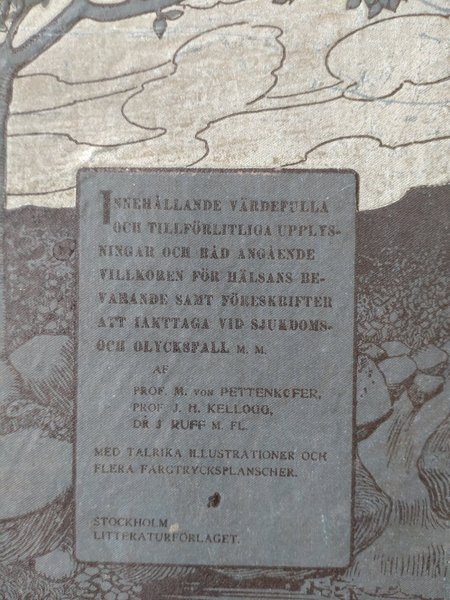 INNEHÅLLANDE VÄRDEFULLA
OCH TILLFÖRLITLIGA UPPLYS-
NINGAR OCH RÅD ANGÅENDE
VILLKOREN FÖR HÄLSANS BE-
VARANDE SAMT FÖRESKRIFTER
ATT IAKTTAGA VID SJUKDOMS-
OCH OLYCKSFALL M. M.
AF
PROF. M. VON PETTENKOFER,
PROF. J. H. KELLOGG,
DR J RUFF M. FL.
MED TALRIKA ILLUSTRATIONER OCH
FLERA FÄRGTRYCKSPLANSCHER.
STOCKHOLM
LITTERATURFÖRLAGET.